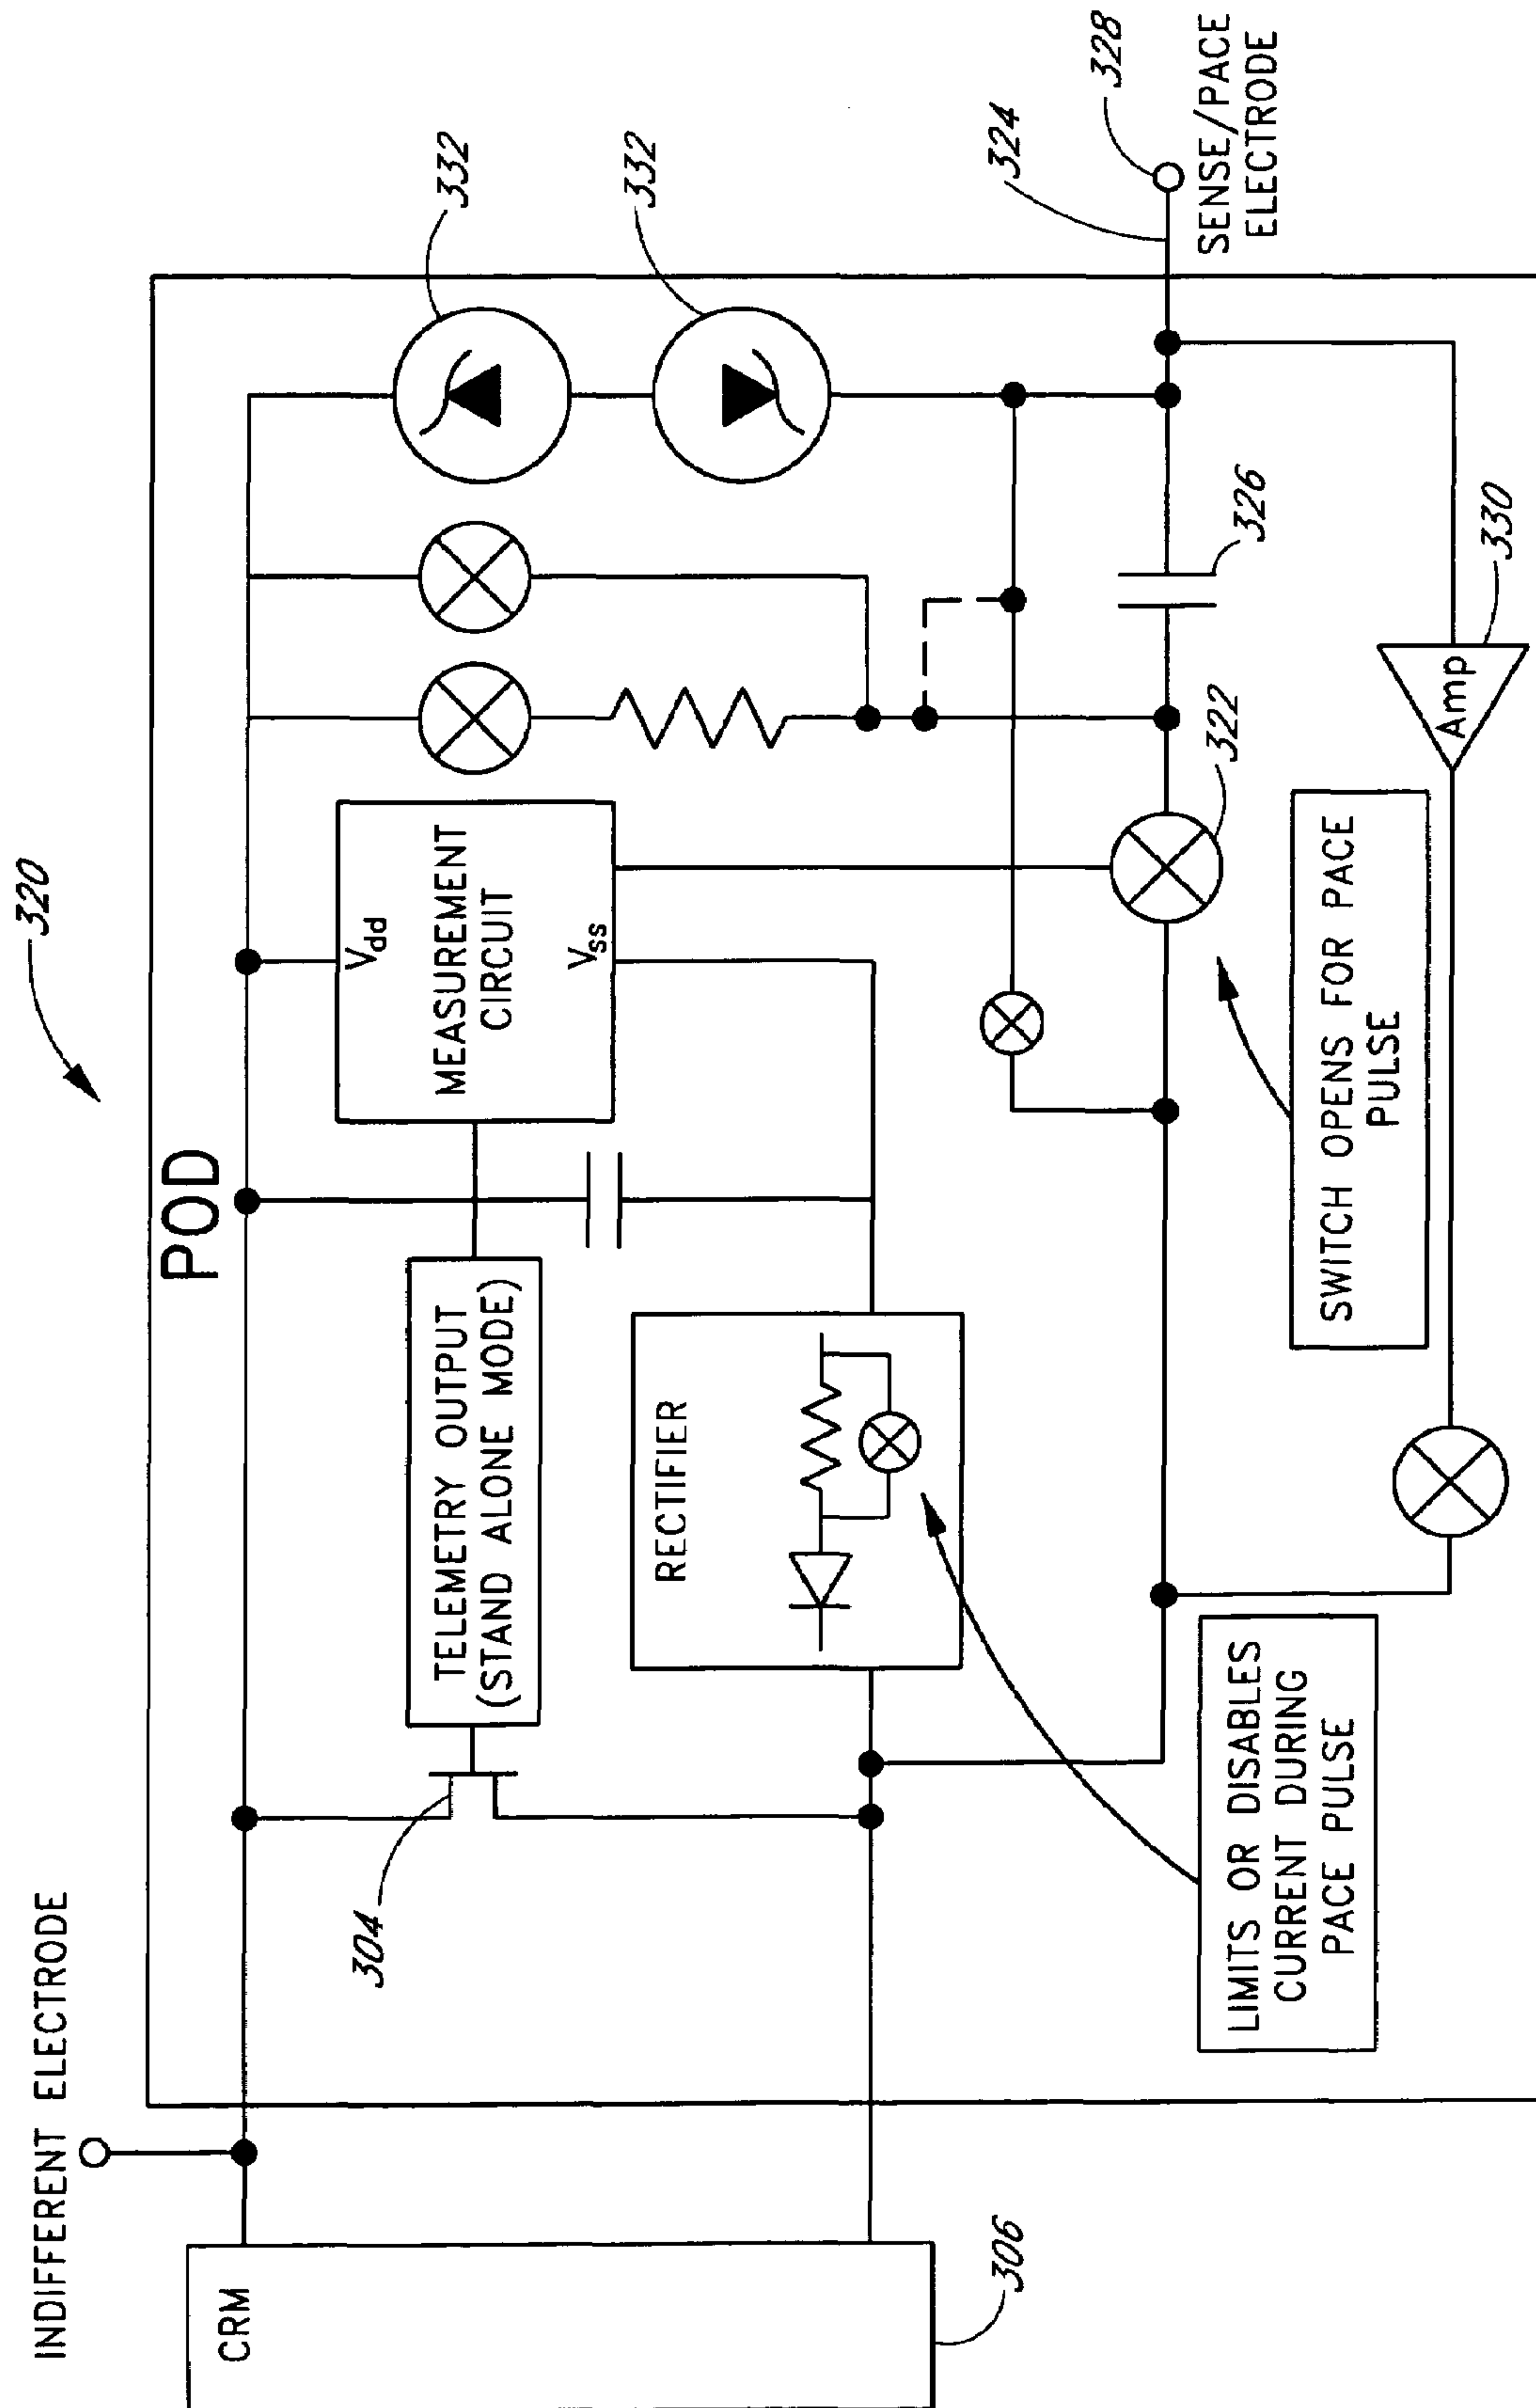 320
INDIFFERENT ELECTRODE
POD
CRM
306
304
TELEMETRY OUTPUT
(STAND ALONE MODE)
Vdd
MEASUREMENT
CIRCUIT
Vss
RECTIFIER
332
332
324
328
SENSE/PACE
ELECTRODE
326
322
330
Amp
SWITCH OPENS FOR PACE
PULSE
LIMITS OR DISABLES
CURRENT DURING
PACE PULSE